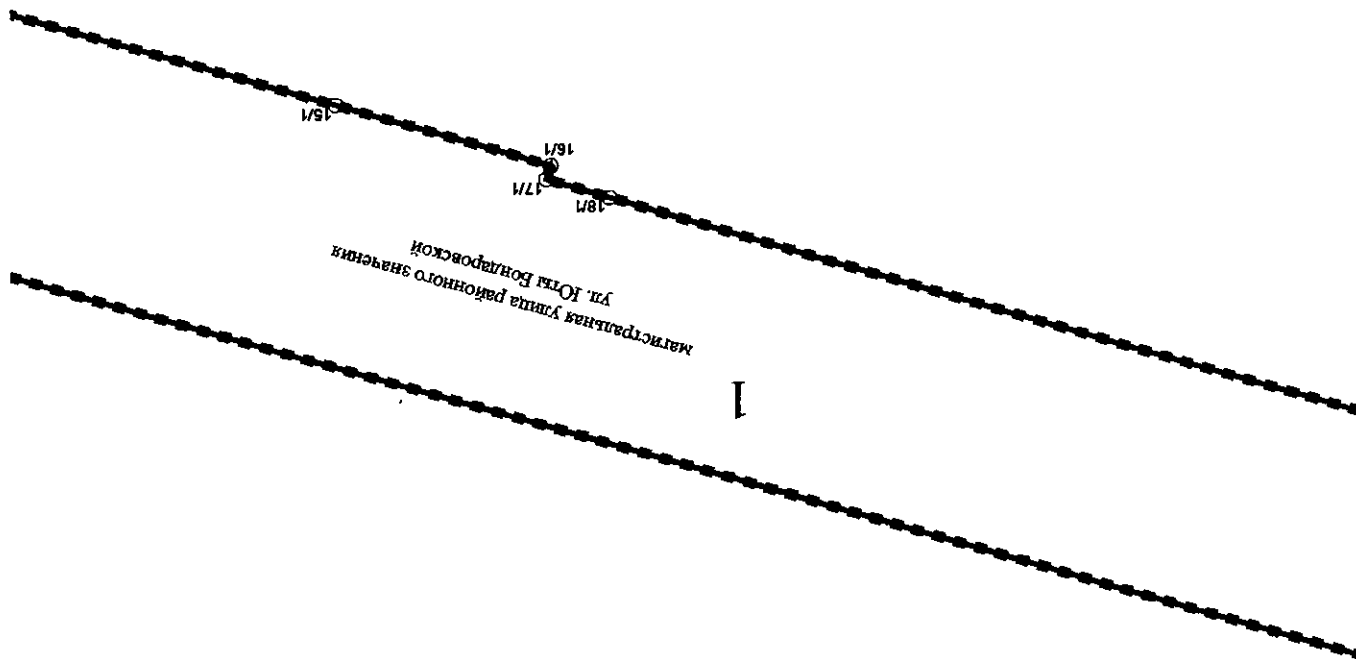 1
магистральная улица районного значения
ул. Юты Бондаровской
18/1
17/1
16/1
15/1